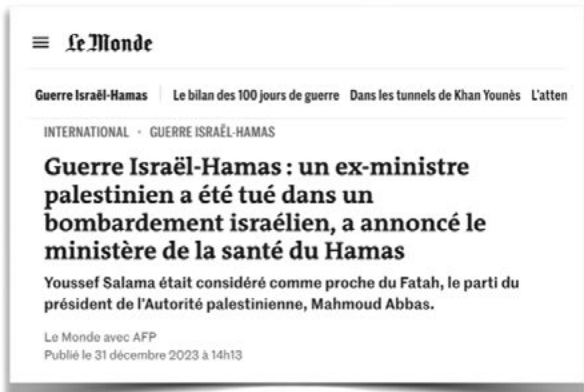 Le Monde
Guerre Israël-Hamas Le bilan des 100 jours de guerre Dans les tunnels de Khan Younès L'atten
INTERNATIONAL • GUERRE ISRAËL-HAMAS
Guerre Israël-Hamas : un ex-ministre
palestinien a été tué dans un
bombardement israélien, a annoncé le
ministère de la santé du Hamas
Youssef Salama était considéré comme proche du Fatah, le parti du
président de l'Autorité palestinienne, Mahmoud Abbas.
Le Monde avec AFP
Publié le 31 décembre 2023 à 14h13